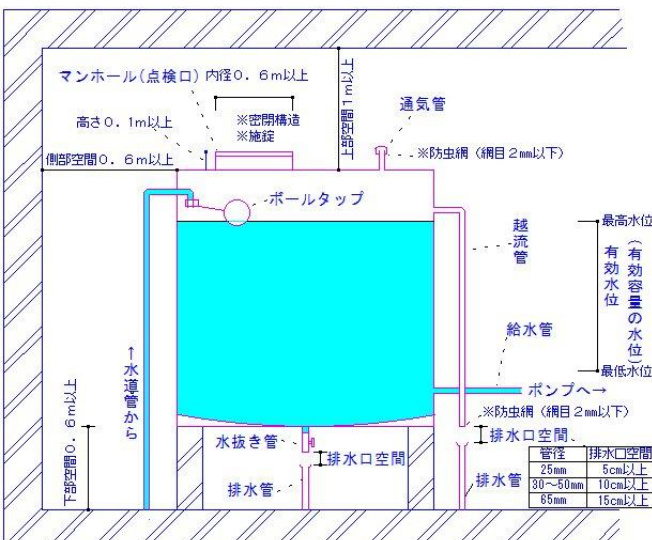 マンホール(点検口)
内径0.6m以上
高さ0.1m以上
※密閉構造
※施錠
上部空間1m以上
通気管
※防虫網(網目2mm以下)
側部空間0.6m以上
ボールタップ
越流管
最高水位
有効水位
(有効容量の水位)
給水管
最低水位
ポンプへ→
←水道管から
下部空間0.6m以上
※防虫網(網目2mm以下)
水抜き管
排水口空間
排水口空間
排水管
排水管
管径 排水口空間
25mm 5cm以上
30～50mm 10cm以上
65mm 15cm以上